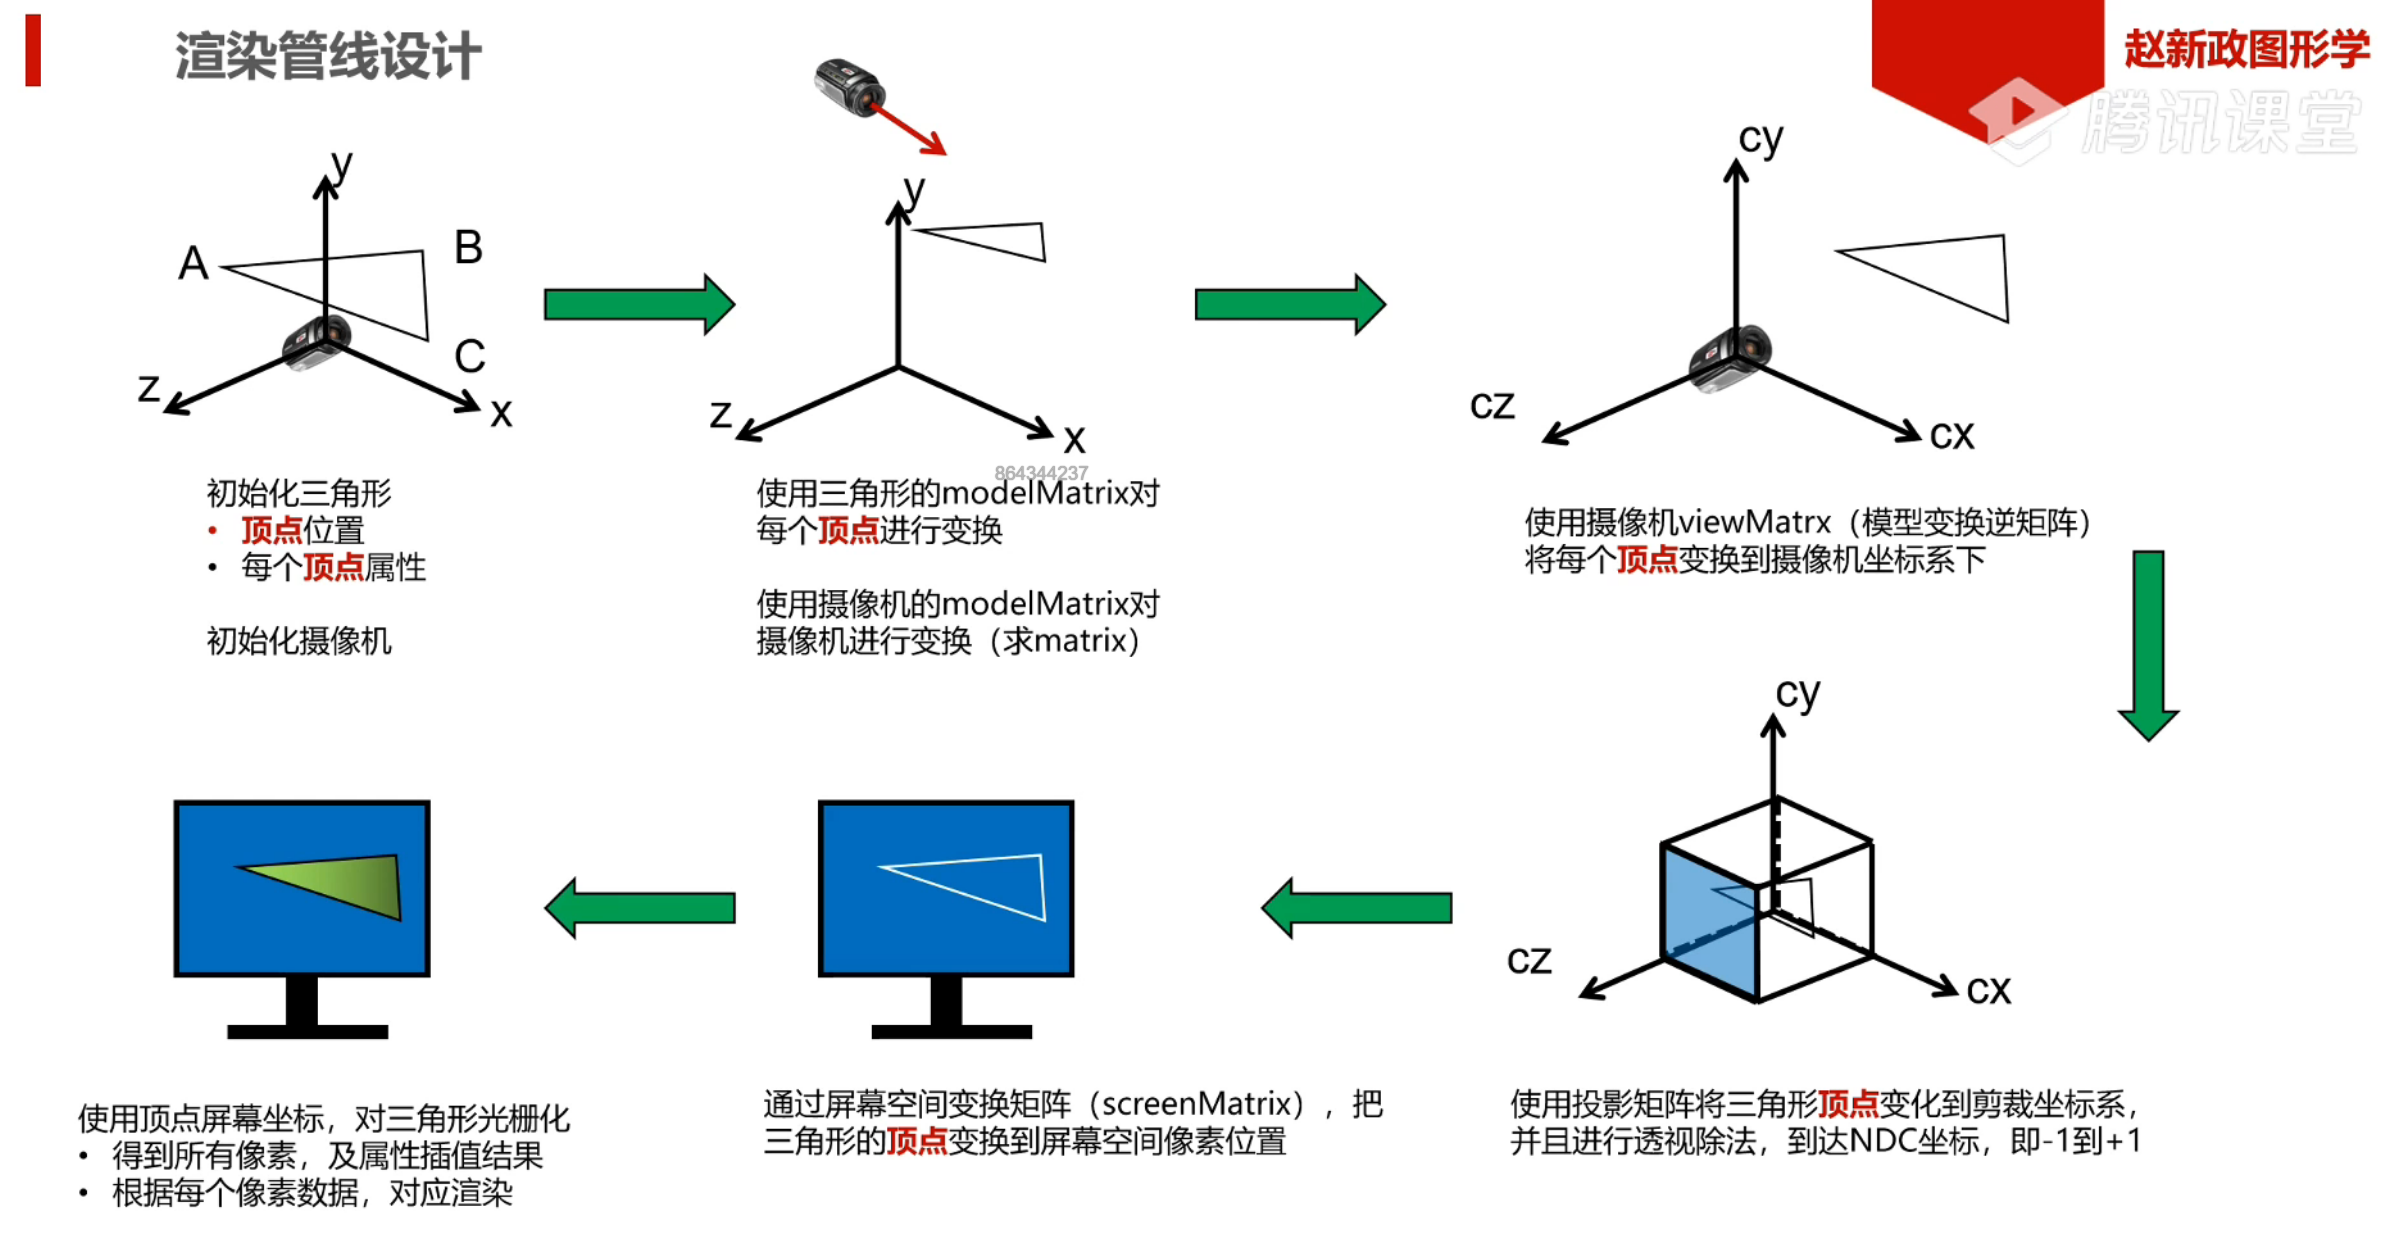 渲染管线设计
赵新政图形学
腾讯课堂
y
A
B
C
z
x
y
z
x
864344237
cy
cz
cx
初始化三角形
• 顶点位置
• 每个顶点属性
初始化摄像机
使用三角形的modelMatrix对
每个顶点进行变换
使用摄像机的modelMatrix对
摄像机进行变换（求matrix）
使用摄像机viewMatrx（模型变换逆矩阵）
将每个顶点变换到摄像机坐标系下
cy
cz
cx
使用投影矩阵将三角形顶点变化到剪裁坐标系，
并且进行透视除法，到达NDC坐标，即-1到+1
通过屏幕空间变换矩阵（screenMatrix），把
三角形的顶点变换到屏幕空间像素位置
使用顶点屏幕坐标，对三角形光栅化
• 得到所有像素，及属性插值结果
• 根据每个像素数据，对应渲染